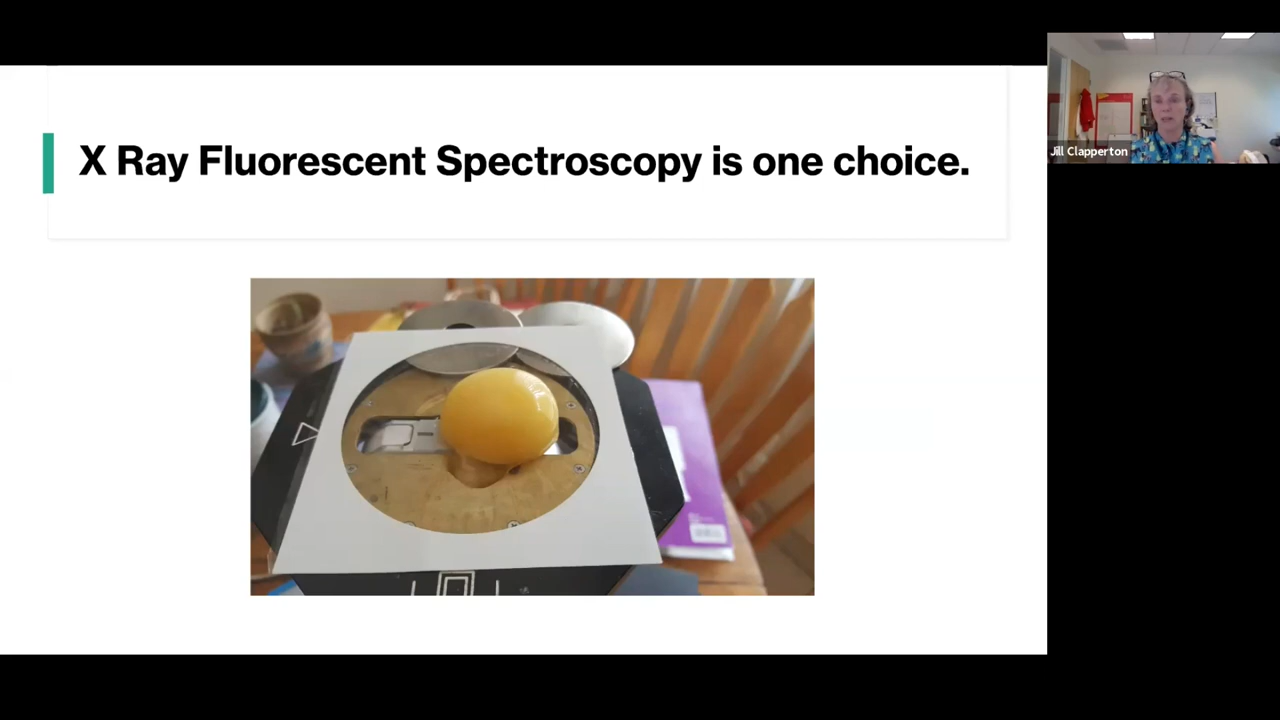 X Ray Fluorescent Spectroscopy is one choice.
Jill Clapperton